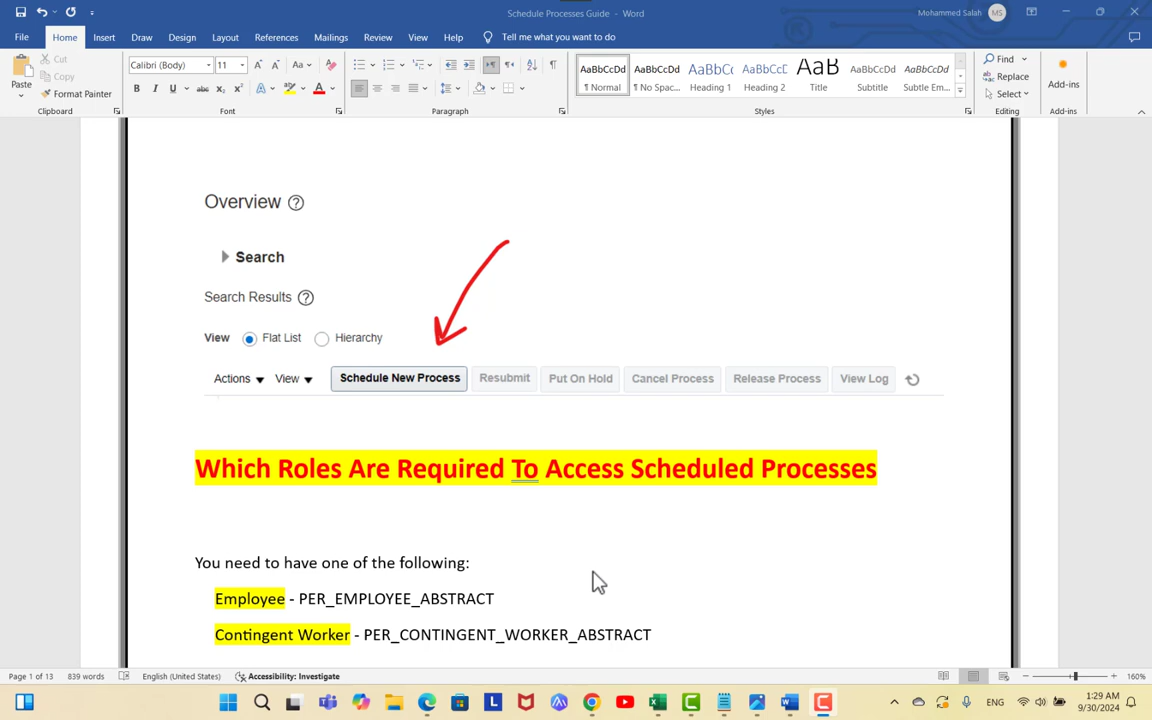 Schedule Processes Guide - Word
Mohammed Salah MS
File Home Insert Draw Design Layout References Mailings Review View Help Tell me what you want to do
Paste
Cut
Copy
Format Painter
Clipboard
Calibri (Body) 11
Font
Paragraph
AaBbCcDd AaBbCcDd AaBbCc AaBbCcD AaB AaBbCcDd AaBbCcDd
¶ Normal ¶ No Spac... Heading 1 Heading 2 Title Subtitle Subtle Em...
Styles
Find
Replace
Select
Editing
Add-ins
Add-ins
Overview ?
Search
Search Results ?
View Flat List Hierarchy
Actions View Schedule New Process Resubmit Put On Hold Cancel Process Release Process View Log
Which Roles Are Required To Access Scheduled Processes
You need to have one of the following:
Employee - PER_EMPLOYEE_ABSTRACT
Contingent Worker - PER_CONTINGENT_WORKER_ABSTRACT
Page 1 of 13 839 words English (United States) Accessibility: Investigate 160%
ENG 1:29 AM
9/30/2024